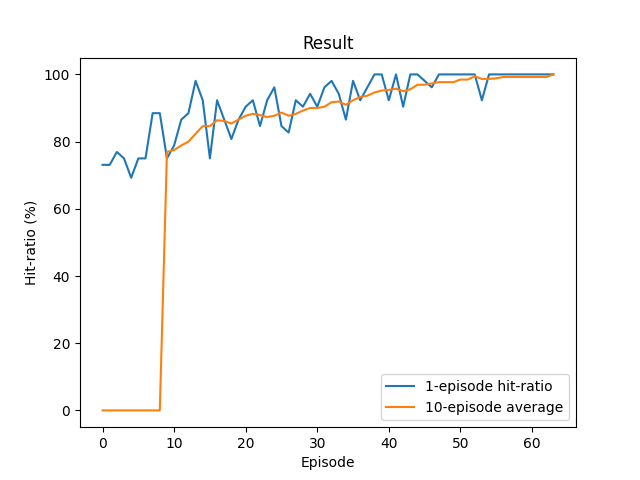 Result
100
80
60
40
20
0
Hit-ratio (%)
0 10 20 30 40 50 60
Episode
1-episode hit-ratio
10-episode average